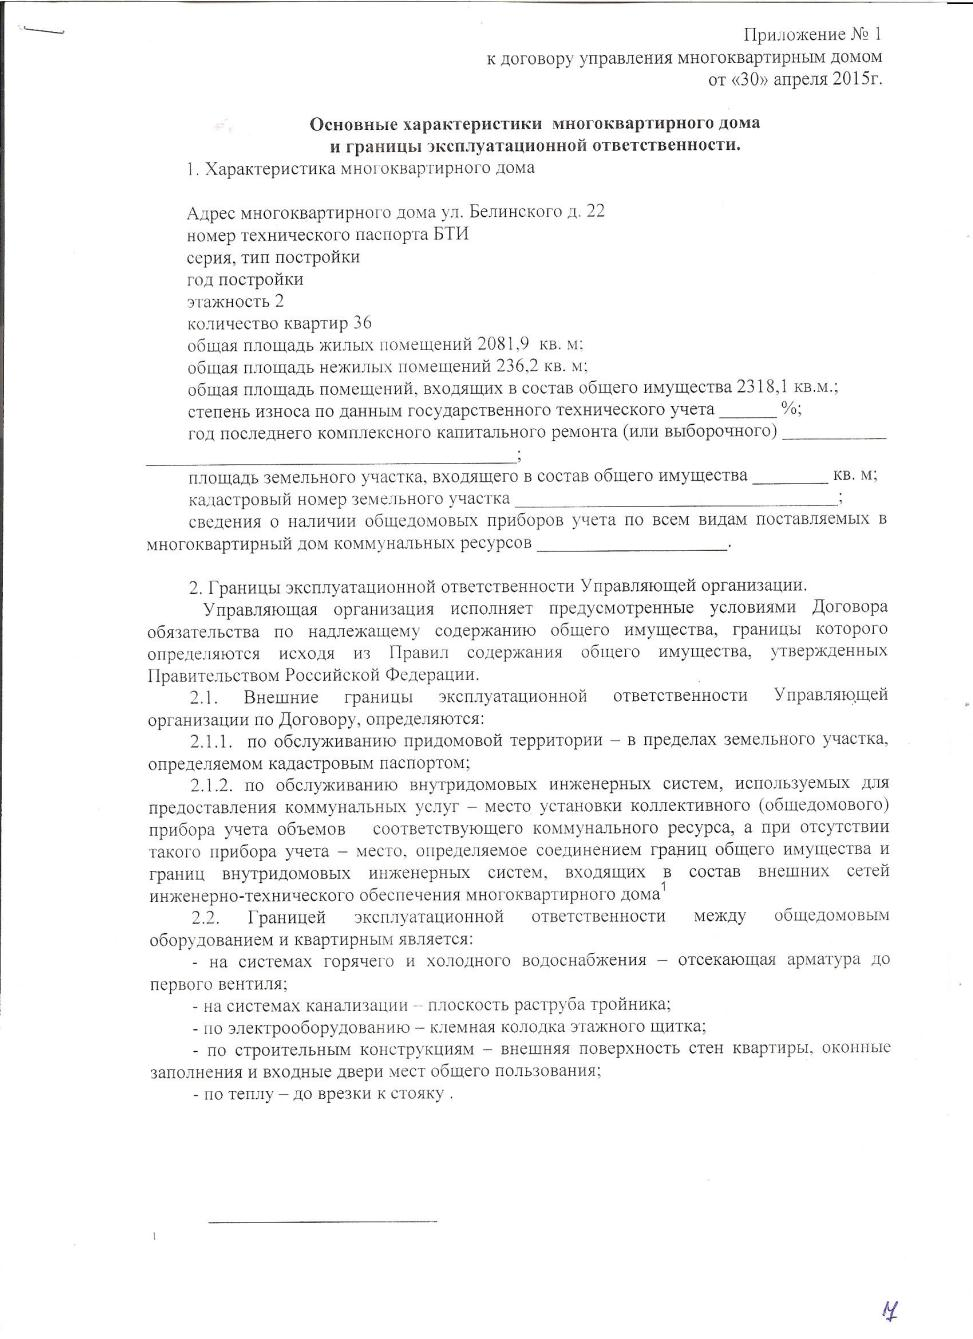 Приложение № 1
к договору управления многоквартирным домом
от «30» апреля 2015г.
Основные характеристики многоквартирного дома
и границы эксплуатационной ответственности.
1. Характеристика многоквартирного дома
Адрес многоквартирного дома ул. Белинского д. 22
номер технического паспорта БТИ
серия, тип постройки
год постройки
этажность 2
количество квартир 36
общая площадь жилых помещений 2081,9 кв. м;
общая площадь нежилых помещений 236,2 кв. м;
общая площадь помещений, входящих в состав общего имущества 2318,1 кв.м.;
степень износа по данным государственного технического учета ______ %;
год последнего комплексного капитального ремонта (или выборочного) ___________
_______________________________________;
площадь земельного участка, входящего в состав общего имущества ________ кв. м;
кадастровый номер земельного участка __________________________________;
сведения о наличии общедомовых приборов учета по всем видам поставляемых в
многоквартирный дом коммунальных ресурсов ____________________.
2. Границы эксплуатационной ответственности Управляющей организации.
Управляющая организация исполняет предусмотренные условиями Договора
обязательства по надлежащему содержанию общего имущества, границы которого
определяются исходя из Правил содержания общего имущества, утвержденных
Правительством Российской Федерации.
2.1. Внешние границы эксплуатационной ответственности Управляющей
организации по Договору, определяются:
2.1.1. по обслуживанию придомовой территории – в пределах земельного участка,
определяемом кадастровым паспортом;
2.1.2. по обслуживанию внутридомовых инженерных систем, используемых для
предоставления коммунальных услуг – место установки коллективного (общедомового)
прибора учета объемов соответствующего коммунального ресурса, а при отсутствии
такого прибора учета – место, определяемое соединением границ общего имущества и
границ внутридомовых инженерных систем, входящих в состав внешних сетей
инженерно-технического обеспечения многоквартирного дома1
2.2. Границей эксплуатационной ответственности между общедомовым
оборудованием и квартирным является:
- на системах горячего и холодного водоснабжения – отсекающая арматура до
первого вентиля;
- на системах канализации – плоскость раструба тройника;
- по электрооборудованию – клемная колодка этажного щитка;
- по строительным конструкциям – внешняя поверхность стен квартиры, оконные
заполнения и входные двери мест общего пользования;
- по теплу – до врезки к стояку .
1
17